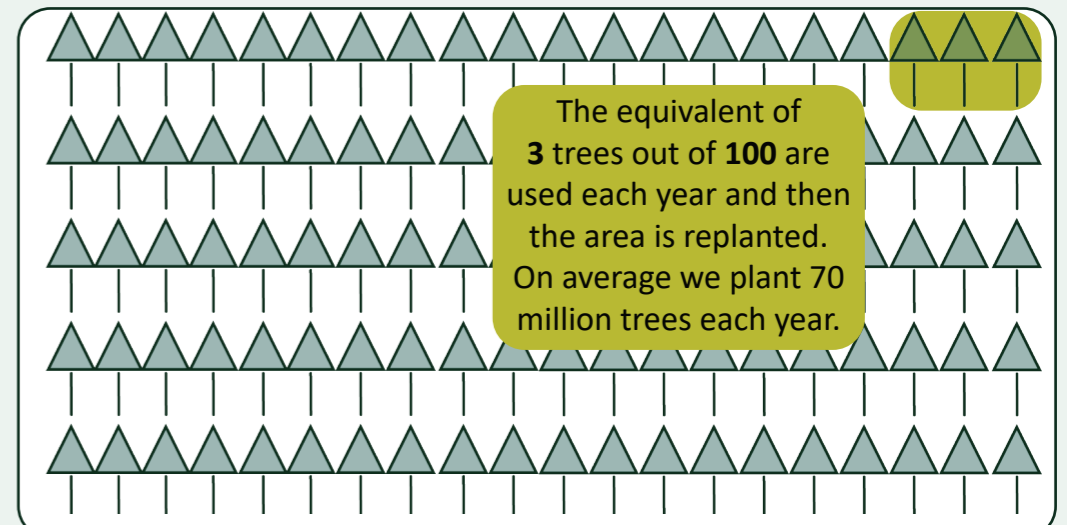 The equivalent of
3 trees out of 100 are
used each year and then
the area is replanted.
On average we plant 70
million trees each year.